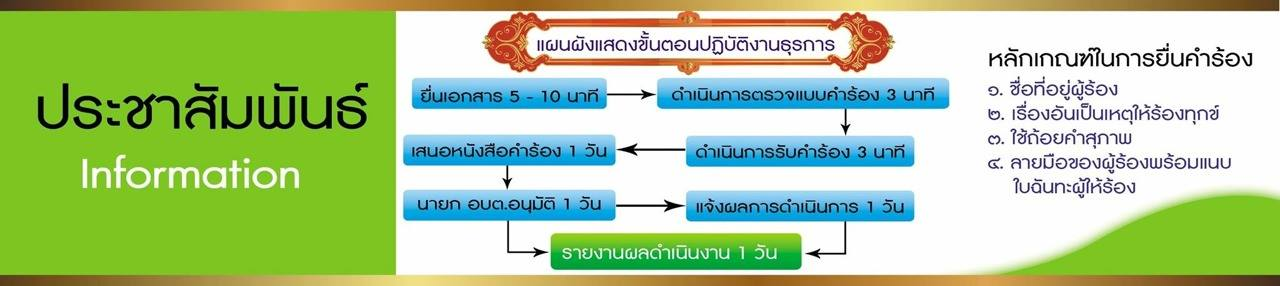 ประชาสัมพันธ์
Information
แผนผังแสดงขั้นตอนปฏิบัติงานธุรการ
ยื่นเอกสาร 5 - 10 นาที
ดำเนินการตรวจแบบคำร้อง 3 นาที
ดำเนินการรับคำร้อง 3 นาที
เสนอหนังสือคำร้อง 1 วัน
นายก อบต.อนุมัติ 1 วัน
แจ้งผลการดำเนินการ 1 วัน
รายงานผลดำเนินงาน 1 วัน
หลักเกณฑ์ในการยื่นคำร้อง
๑. ชื่อที่อยู่ผู้ร้อง
๒. เรื่องอันเป็นเหตุให้ร้องทุกข์
๓. ใช้ถ้อยคำสุภาพ
๔. ลายมือของผู้ร้องพร้อมแนบ
ใบฉันทะผู้ให้ร้อง